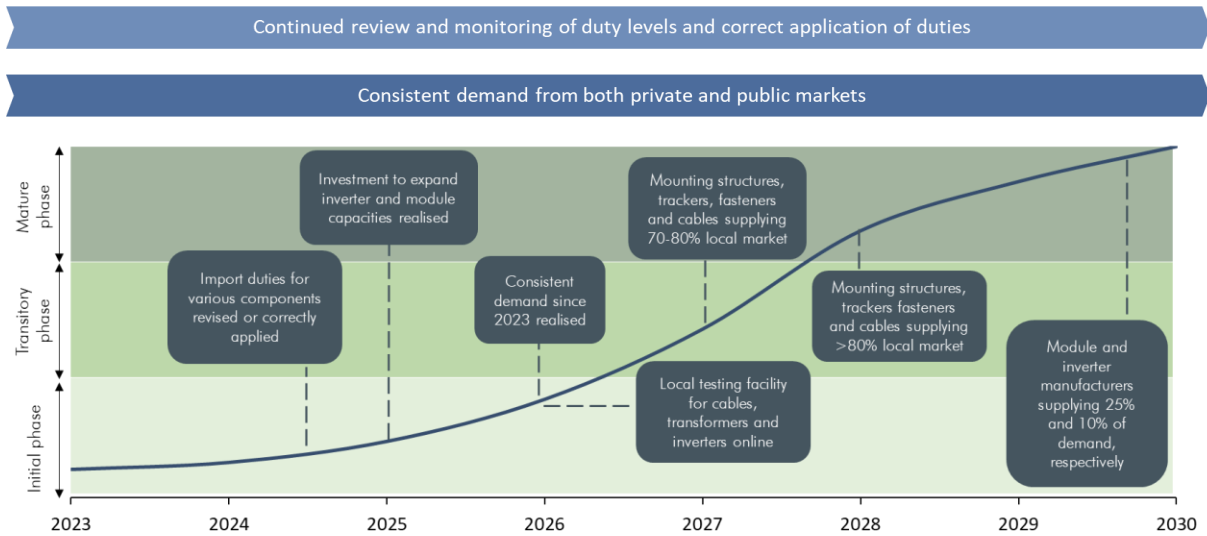 Continued review and monitoring of duty levels and correct application of duties
Consistent demand from both private and public markets
Mature
phase
Transitory
phase
Initial phase
Investment to expand
inverter and module
capacities realised
Mounting structures,
trackers, fasteners
and cables supplying
70-80% local market
Import duties for
various components
revised or correctly
applied
Consistent
demand since
2023 realised
Mounting structures,
trackers fasteners
and cables supplying
>80% local market
Local testing facility
for cables,
transformers and
inverters online
Module and
inverter
manufacturers
supplying 25%
and 10% of
demand,
respectively
2023
2024
2025
2026
2027
2028
2029
2030